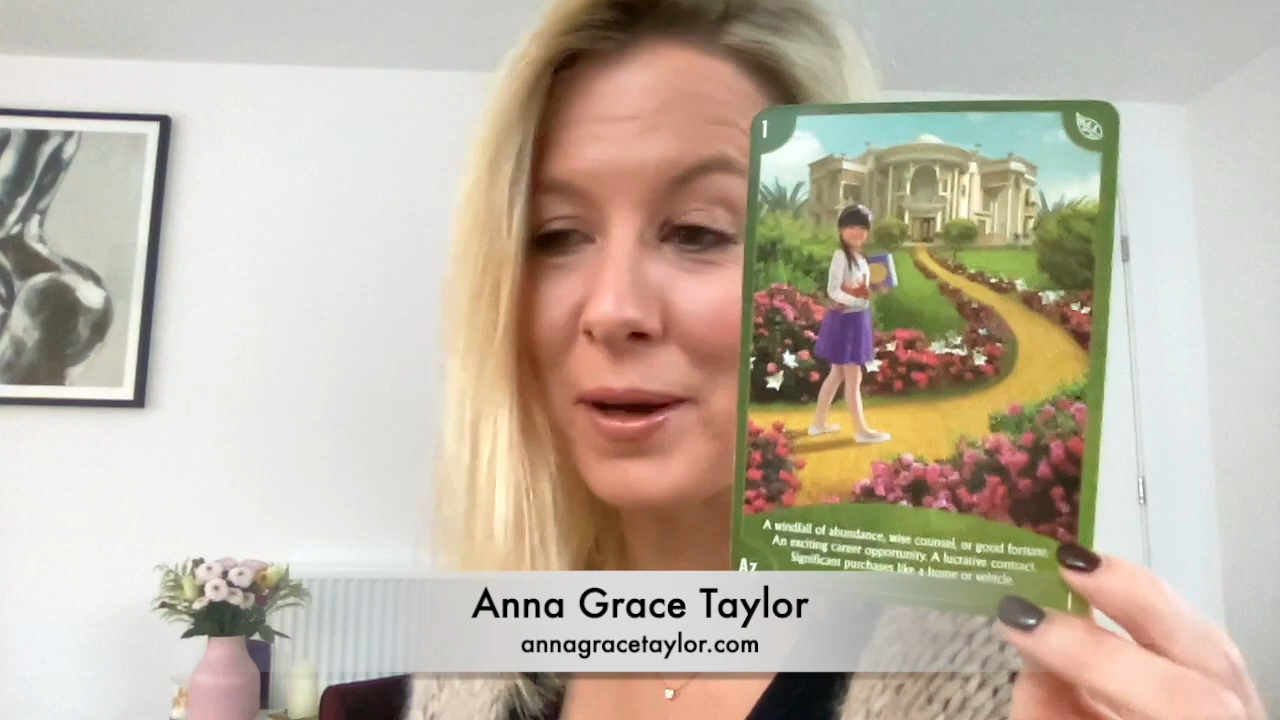 1
A windfall of abundance, wise counsel, or good fortune.
An exciting career opportunity. A lucrative contract.
Significant purchases like a home or vehicle.
Anna Grace Taylor
annagracetaylor.com